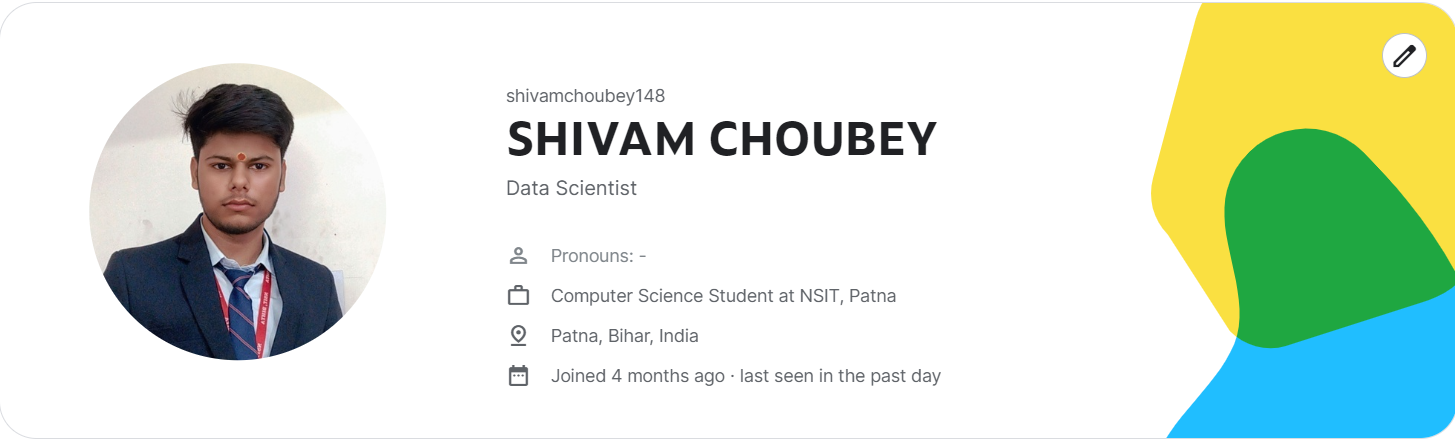 shivamchoubey148
SHIVAM CHOUBEY
Data Scientist
Pronouns: -
Computer Science Student at NSIT, Patna
Patna, Bihar, India
Joined 4 months ago · last seen in the past day